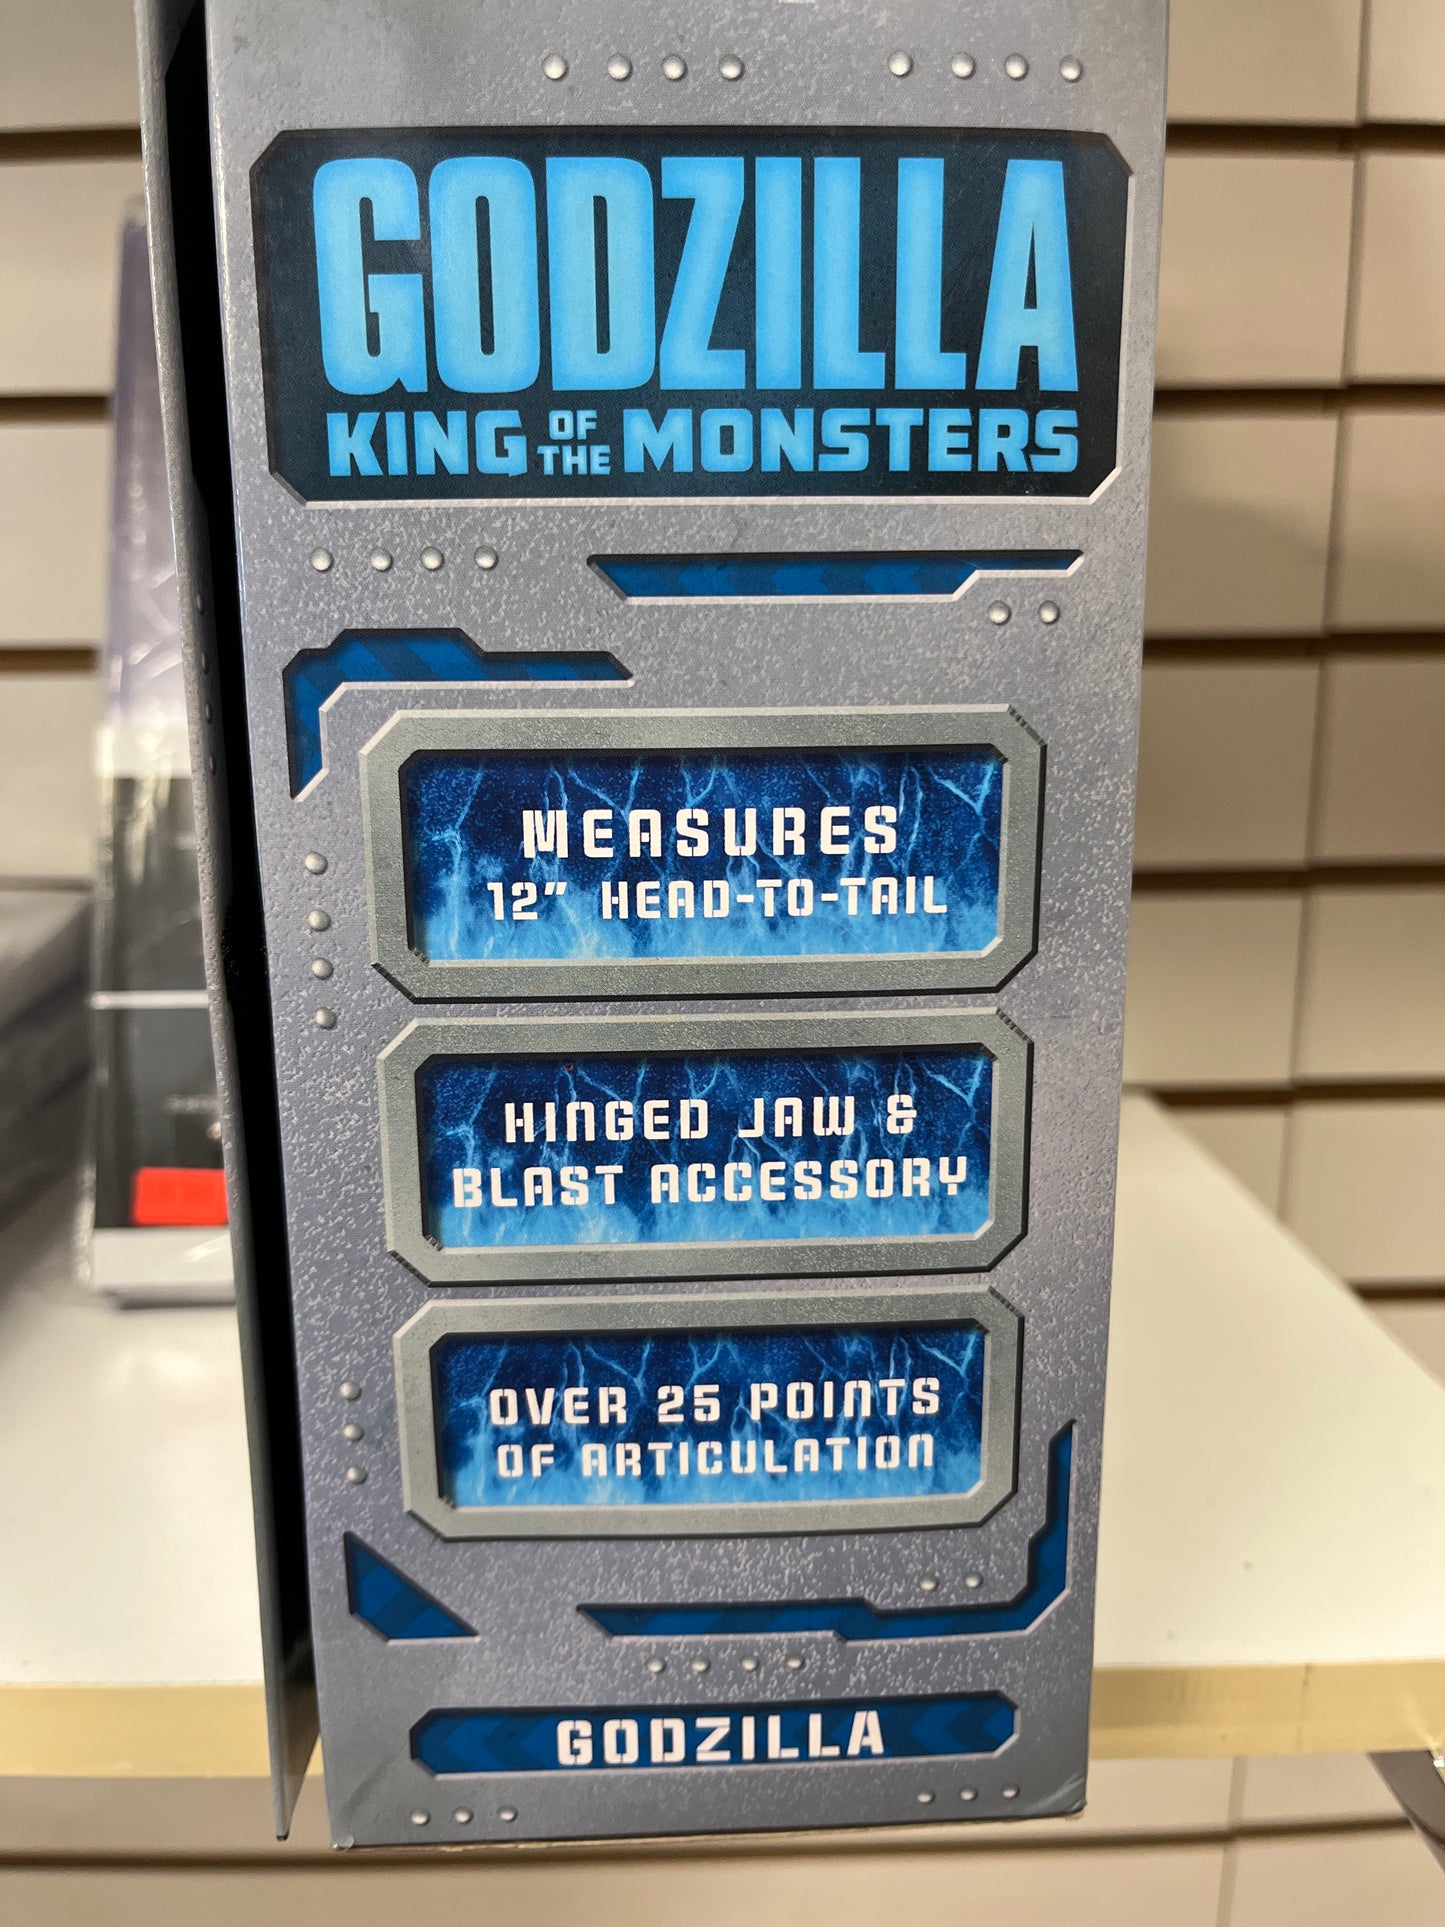 GODZILLA
KING OF THE MONSTERS
MEASURES
12" HEAD-TO-TAIL
HINGED JAW &
BLAST ACCESSORY
OVER 25 POINTS
OF ARTICULATION
GODZILLA